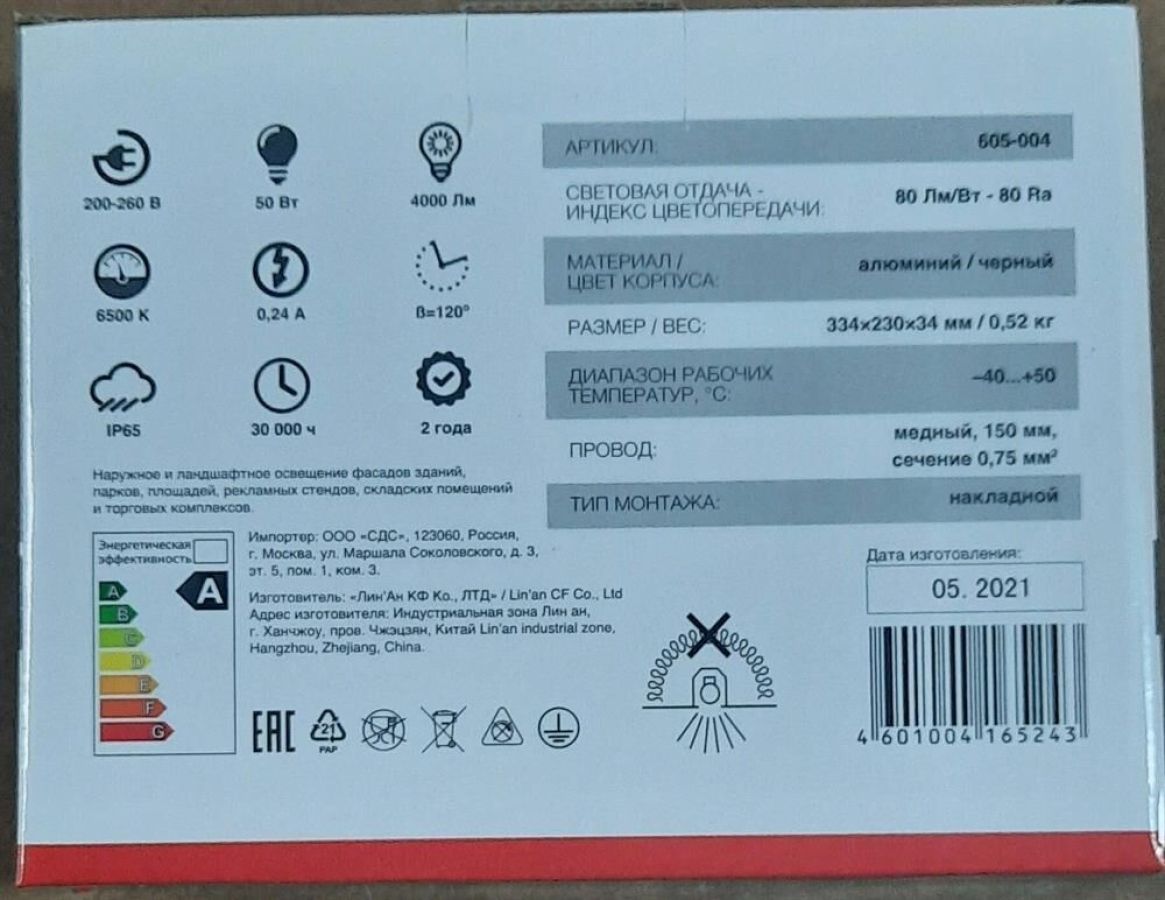 200-260 В
50 Вт
4000 Лм
6500 K
0,24 А
ß=120°
IP65
30 000 ч
2 года
Наружное и ландшафтное освещение фасадов зданий,
парков, площадей, рекламных стендов, складских помещений
и торговых комплексов.
Энергетическая
эффективность
A
A
B
C
D
E
F
G
Импортер: ООО «СДС», 123060, Россия,
г. Москва, ул. Маршала Соколовского, д. 3,
эт. 5, пом. 1, ком. 3.
Изготовитель: «Лин'Ан КФ Ко., ЛТД» / Lin'an CF Co., Ltd
Адрес изготовителя: Индустриальная зона Лин ан,
г. Ханчжоу, пров. Чжэцзян, Китай Lin'an industrial zone,
Hangzhou, Zhejiang, China.
EAC
21
PAP
АРТИКУЛ: 605-004
СВЕТОВАЯ ОТДАЧА -
ИНДЕКС ЦВЕТОПЕРЕДАЧИ: 80 Лм/Вт - 80 Ra
МАТЕРИАЛ /
ЦВЕТ КОРПУСА: алюминий / черный
РАЗМЕР / ВЕС: 334x230x34 мм / 0,52 кг
ДИАПАЗОН РАБОЧИХ
ТЕМПЕРАТУР, °С: –40...+50
ПРОВОД: медный, 150 мм,
сечение 0,75 мм²
ТИП МОНТАЖА: накладной
Дата изготовления:
05. 2021
4 601004 165243